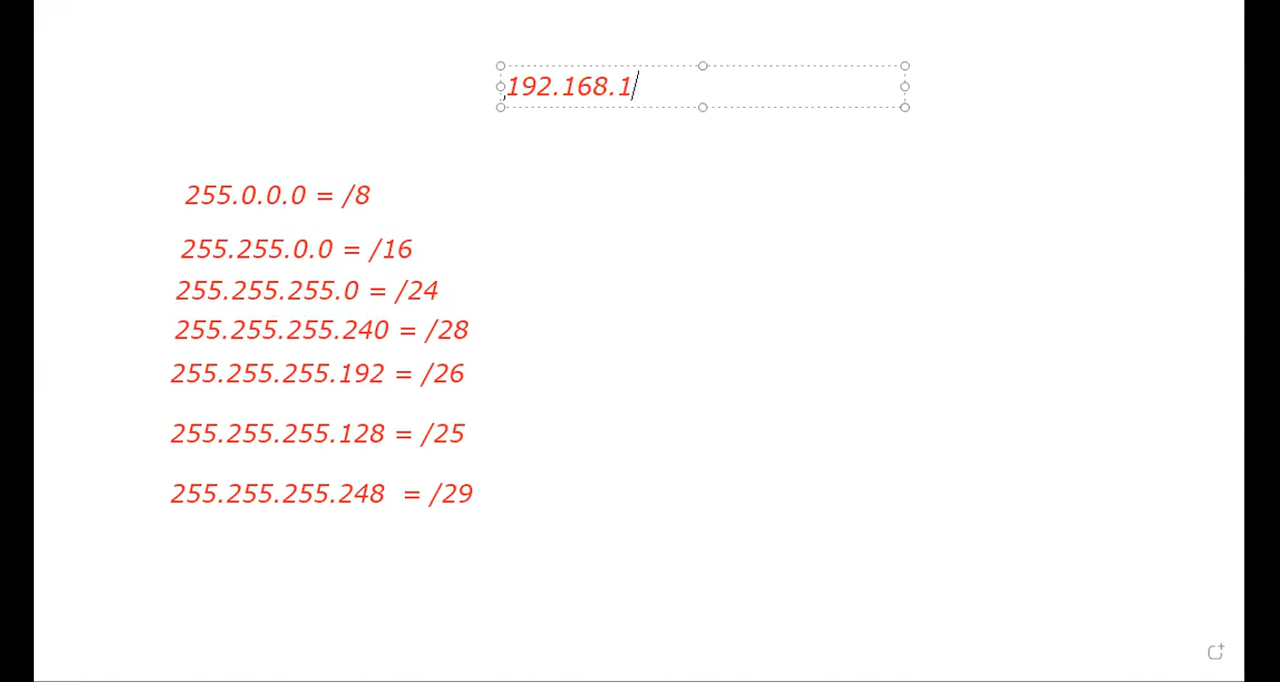 ,192.168.1
255.0.0.0 = /8
255.255.0.0 = /16
255.255.255.0 = /24
255.255.255.240 = /28
255.255.255.192 = /26
255.255.255.128 = /25
255.255.255.248 = /29